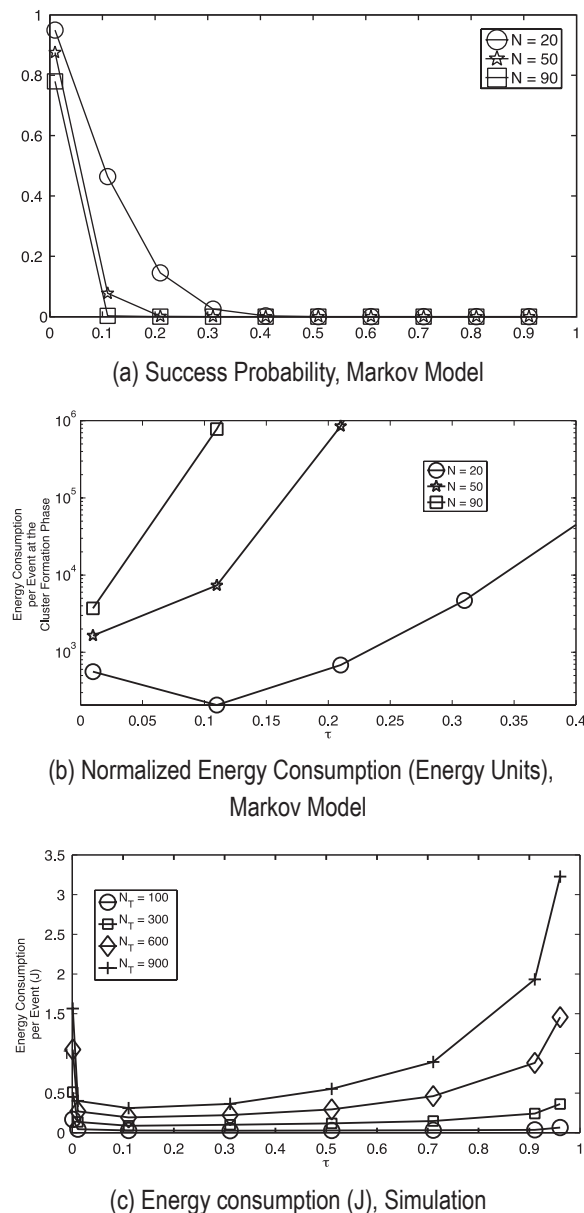 1
0.8
0.6
0.4
0.2
0
0 0.1 0.2 0.3 0.4 0.5 0.6 0.7 0.8 0.9 1
N = 20
N = 50
N = 90
(a) Success Probability, Markov Model
Energy Consumption
per Event at the
Cluster Formation Phase
10^6
10^5
10^4
10^3
0 0.05 0.1 0.15 0.2 0.25 0.3 0.35 0.4
τ
N = 20
N = 50
N = 90
(b) Normalized Energy Consumption (Energy Units),
Markov Model
Energy Consumption
per Event (J)
3.5
3
2.5
2
1.5
1
0.5
0
0 0.1 0.2 0.3 0.4 0.5 0.6 0.7 0.8 0.9 1
τ
N_T = 100
N_T = 300
N_T = 600
N_T = 900
(c) Energy consumption (J), Simulation